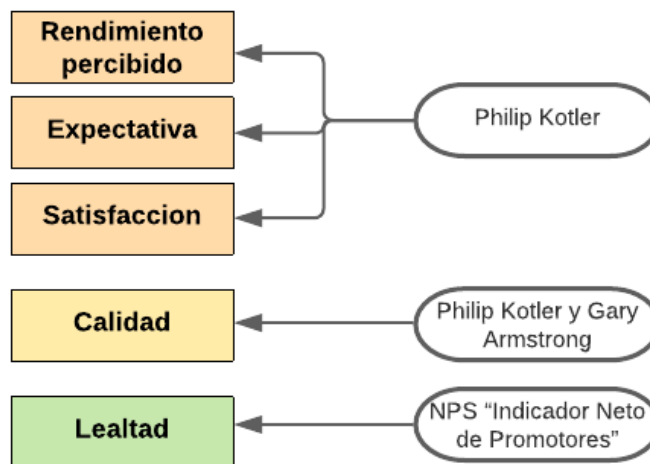 Rendimiento
percibido
Expectativa
Philip Kotler
Satisfaccion
Calidad
Philip Kotler y Gary
Armstrong
Lealtad
NPS “Indicador Neto
de Promotores”